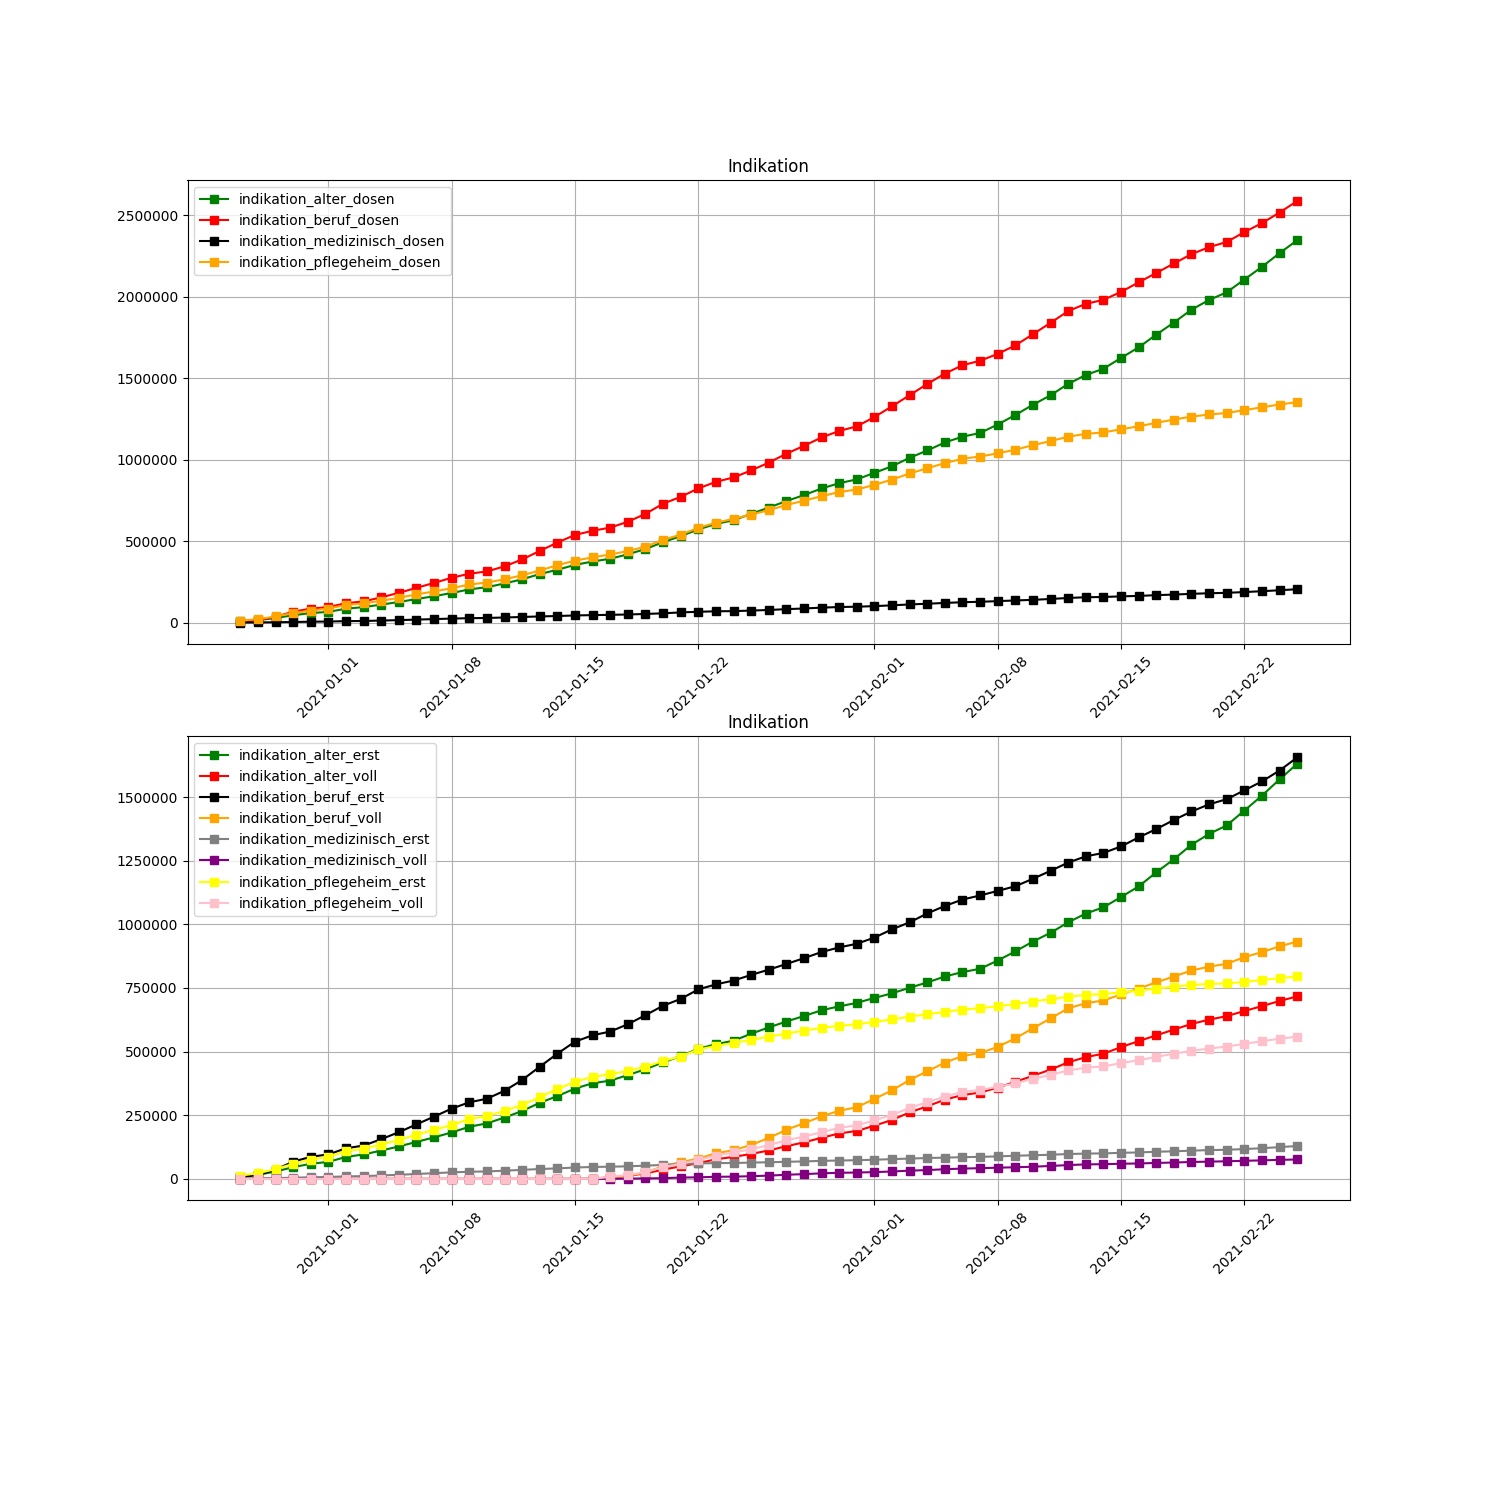 Indikation
indikation_alter_dosen
indikation_beruf_dosen
indikation_medizinisch_dosen
indikation_pflegeheim_dosen
2500000
2000000
1500000
1000000
500000
0
2021-01-01
2021-01-08
2021-01-15
2021-01-22
2021-02-01
2021-02-08
2021-02-15
2021-02-22
Indikation
indikation_alter_erst
indikation_alter_voll
indikation_beruf_erst
indikation_beruf_voll
indikation_medizinisch_erst
indikation_medizinisch_voll
indikation_pflegeheim_erst
indikation_pflegeheim_voll
1500000
1250000
1000000
750000
500000
250000
0
2021-01-01
2021-01-08
2021-01-15
2021-01-22
2021-02-01
2021-02-08
2021-02-15
2021-02-22